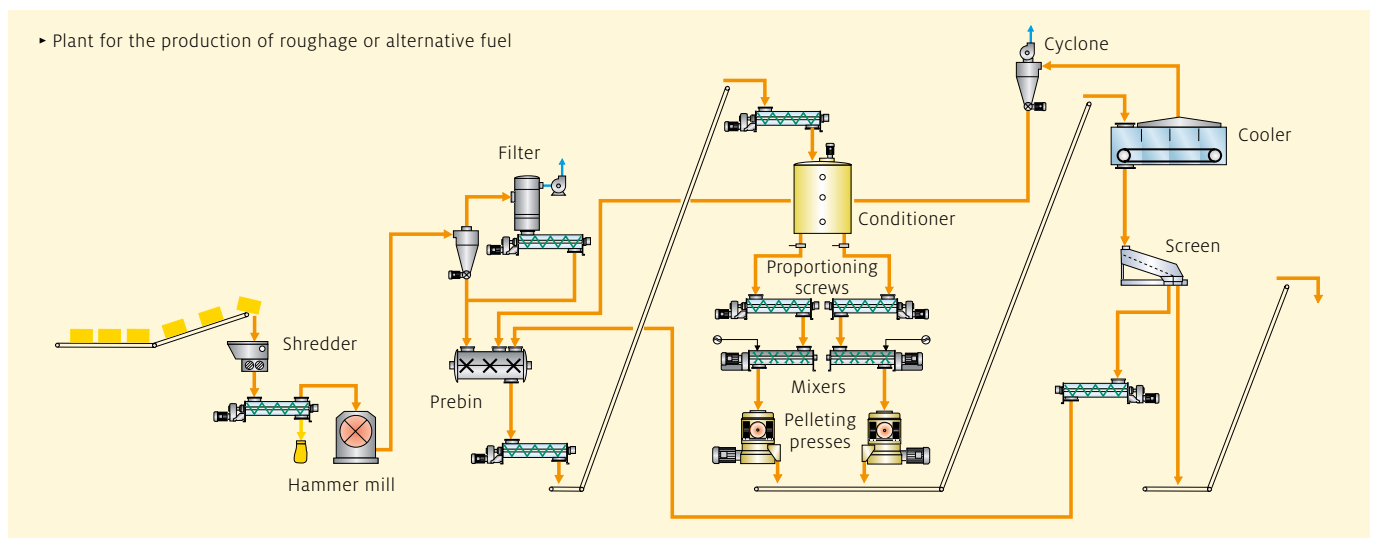 ▸ Plant for the production of roughage or alternative fuel
Cyclone
Cooler
Filter
Conditioner
Screen
Proportioning
screws
Shredder
Mixers
Prebin
Pelleting
presses
Hammer mill